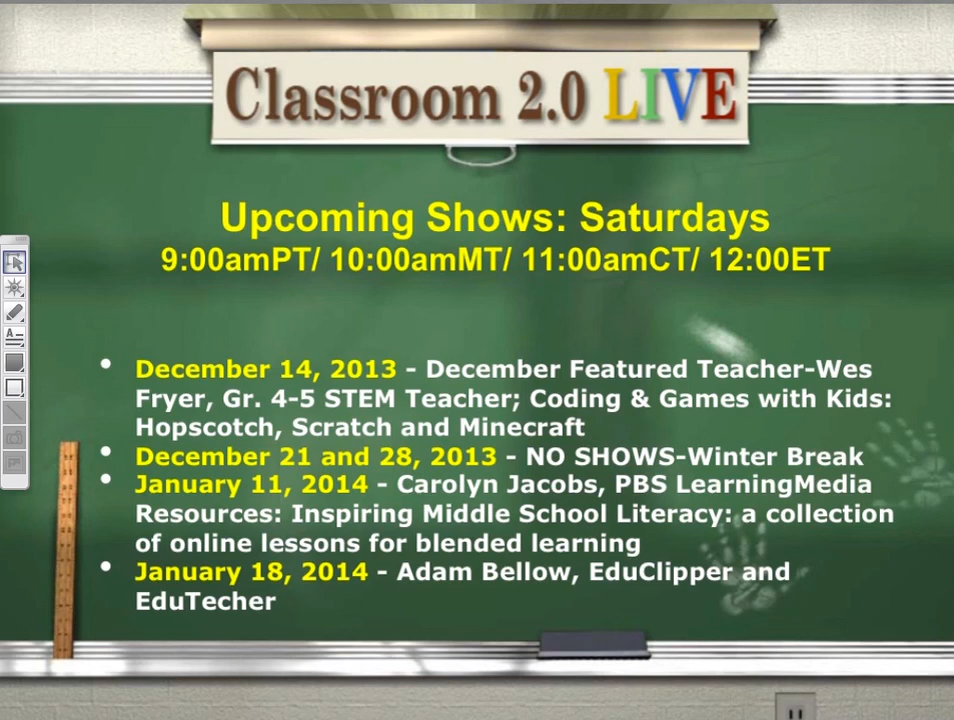 Classroom 2.0 LIVE
Upcoming Shows: Saturdays
9:00amPT/ 10:00amMT/ 11:00amCT/ 12:00ET
• December 14, 2013 - December Featured Teacher-Wes
Fryer, Gr. 4-5 STEM Teacher; Coding & Games with Kids:
Hopscotch, Scratch and Minecraft
• December 21 and 28, 2013 - NO SHOWS-Winter Break
• January 11, 2014 - Carolyn Jacobs, PBS LearningMedia
Resources: Inspiring Middle School Literacy: a collection
of online lessons for blended learning
• January 18, 2014 - Adam Bellow, EduClipper and
EduTecher